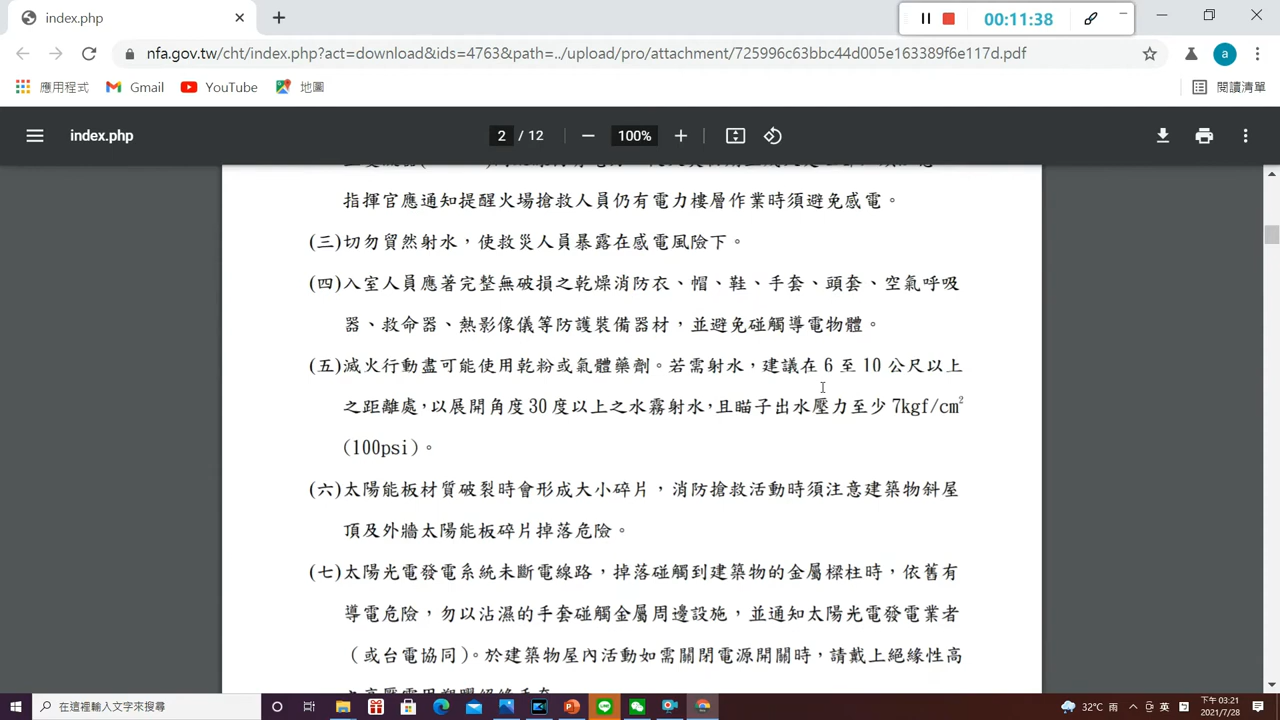 index.php
00:11:38
nfa.gov.tw/cht/index.php?act=download&ids=4763&path=../upload/pro/attachment/725996c63bbc44d005e163389f6e117d.pdf
a
應用程式 Gmail YouTube 地圖 閱讀清單
index.php 2 / 12 100%
指揮官應通知提醒火場搶救人員仍有電力樓層作業時須避免感電。
(三)切勿貿然射水,使救災人員暴露在感電風險下。
(四)入室人員應著完整無破損之乾燥消防衣、帽、鞋、手套、頭套、空氣呼吸
器、救命器、熱影像儀等防護裝備器材,並避免碰觸導電物體。
(五)滅火行動盡可能使用乾粉或氣體藥劑。若需射水,建議在 6 至 10 公尺以上
之距離處,以展開角度 30 度以上之水霧射水,且瞄子出水壓力至少 7kgf/cm²
(100psi)。
(六)太陽能板材質破裂時會形成大小碎片,消防搶救活動時須注意建築物斜屋
頂及外牆太陽能板碎片掉落危險。
(七)太陽光電發電系統未斷電線路,掉落碰觸到建築物的金屬樑柱時,依舊有
導電危險,勿以沾濕的手套碰觸金屬周邊設施,並通知太陽光電發電業者
(或台電協同)。於建築物屋內活動如需關閉電源開關時,請戴上絕緣性高
在這裡輸入文字來搜尋
32°C 雨 英
下午 03:21
2021/7/28